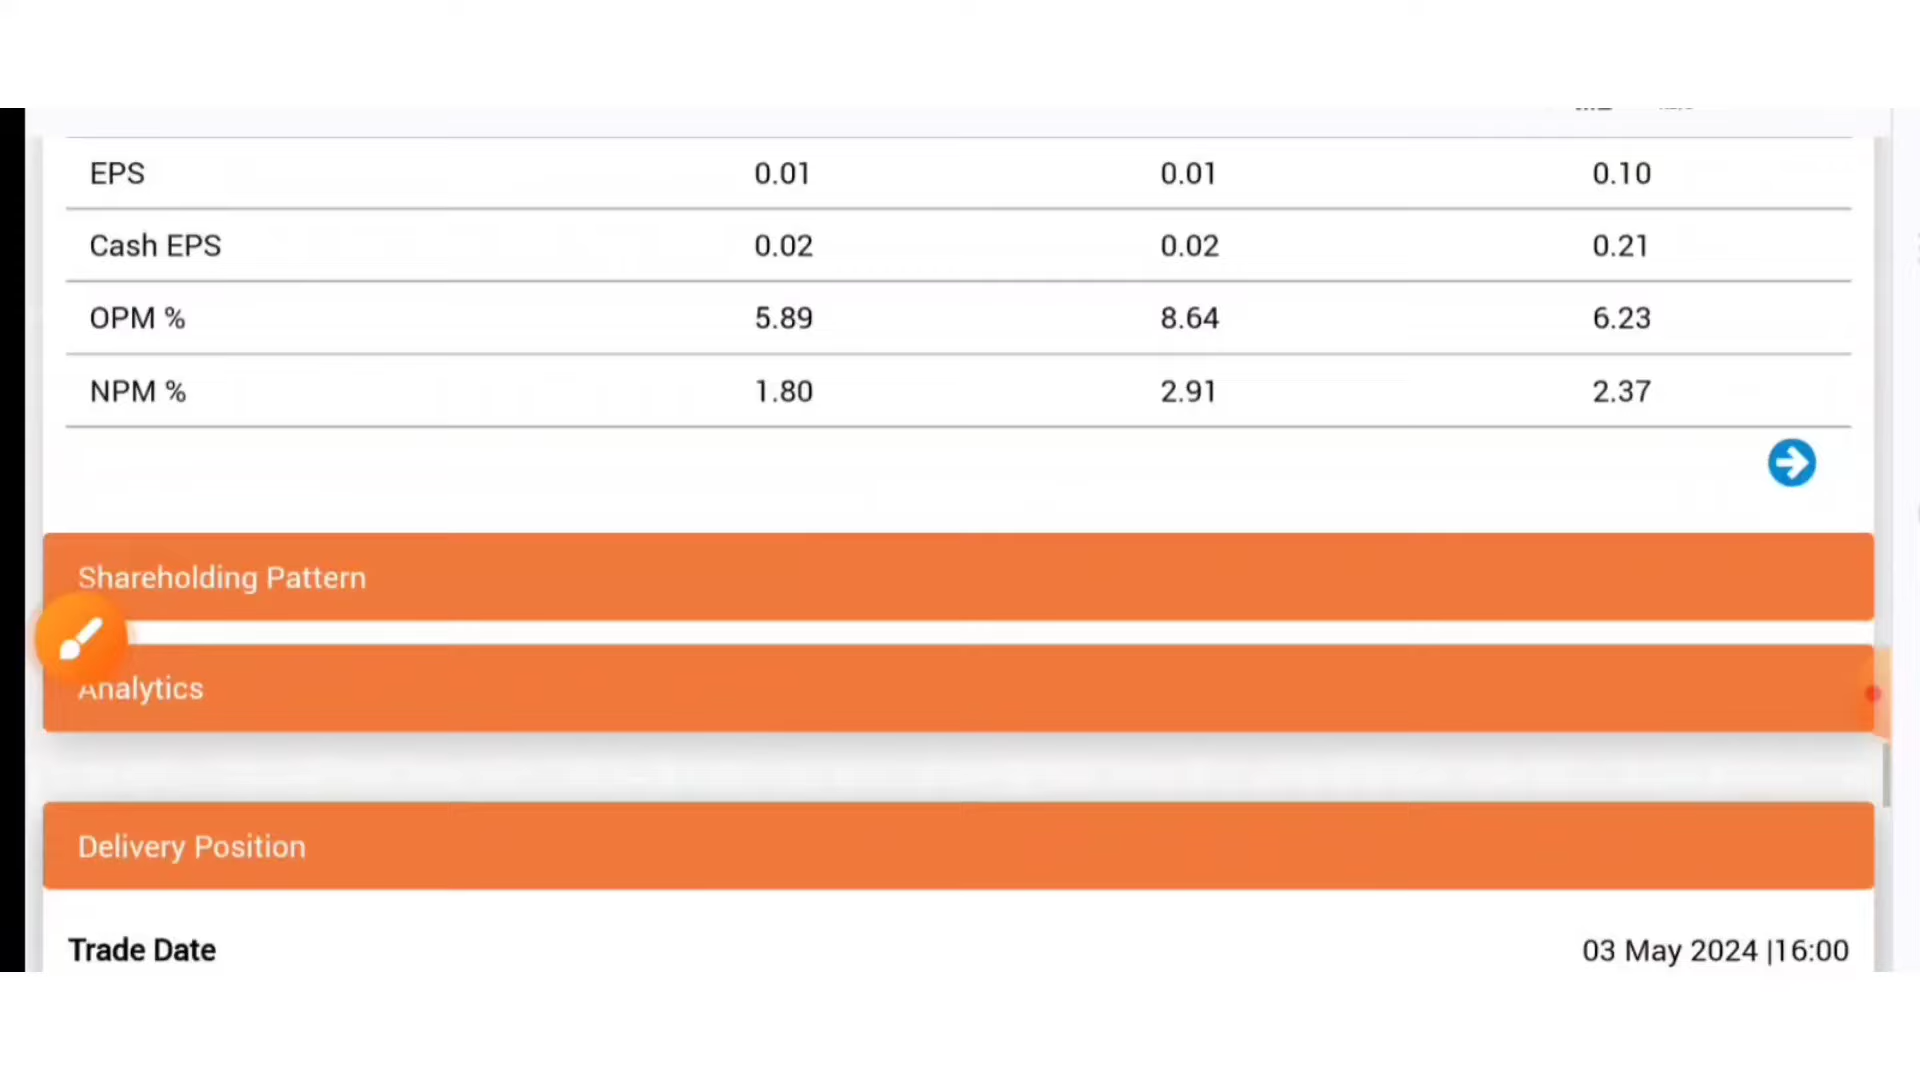 EPS 0.01 0.01 0.10
Cash EPS 0.02 0.02 0.21
OPM % 5.89 8.64 6.23
NPM % 1.80 2.91 2.37
Shareholding Pattern
Analytics
Delivery Position
Trade Date 03 May 2024 |16:00